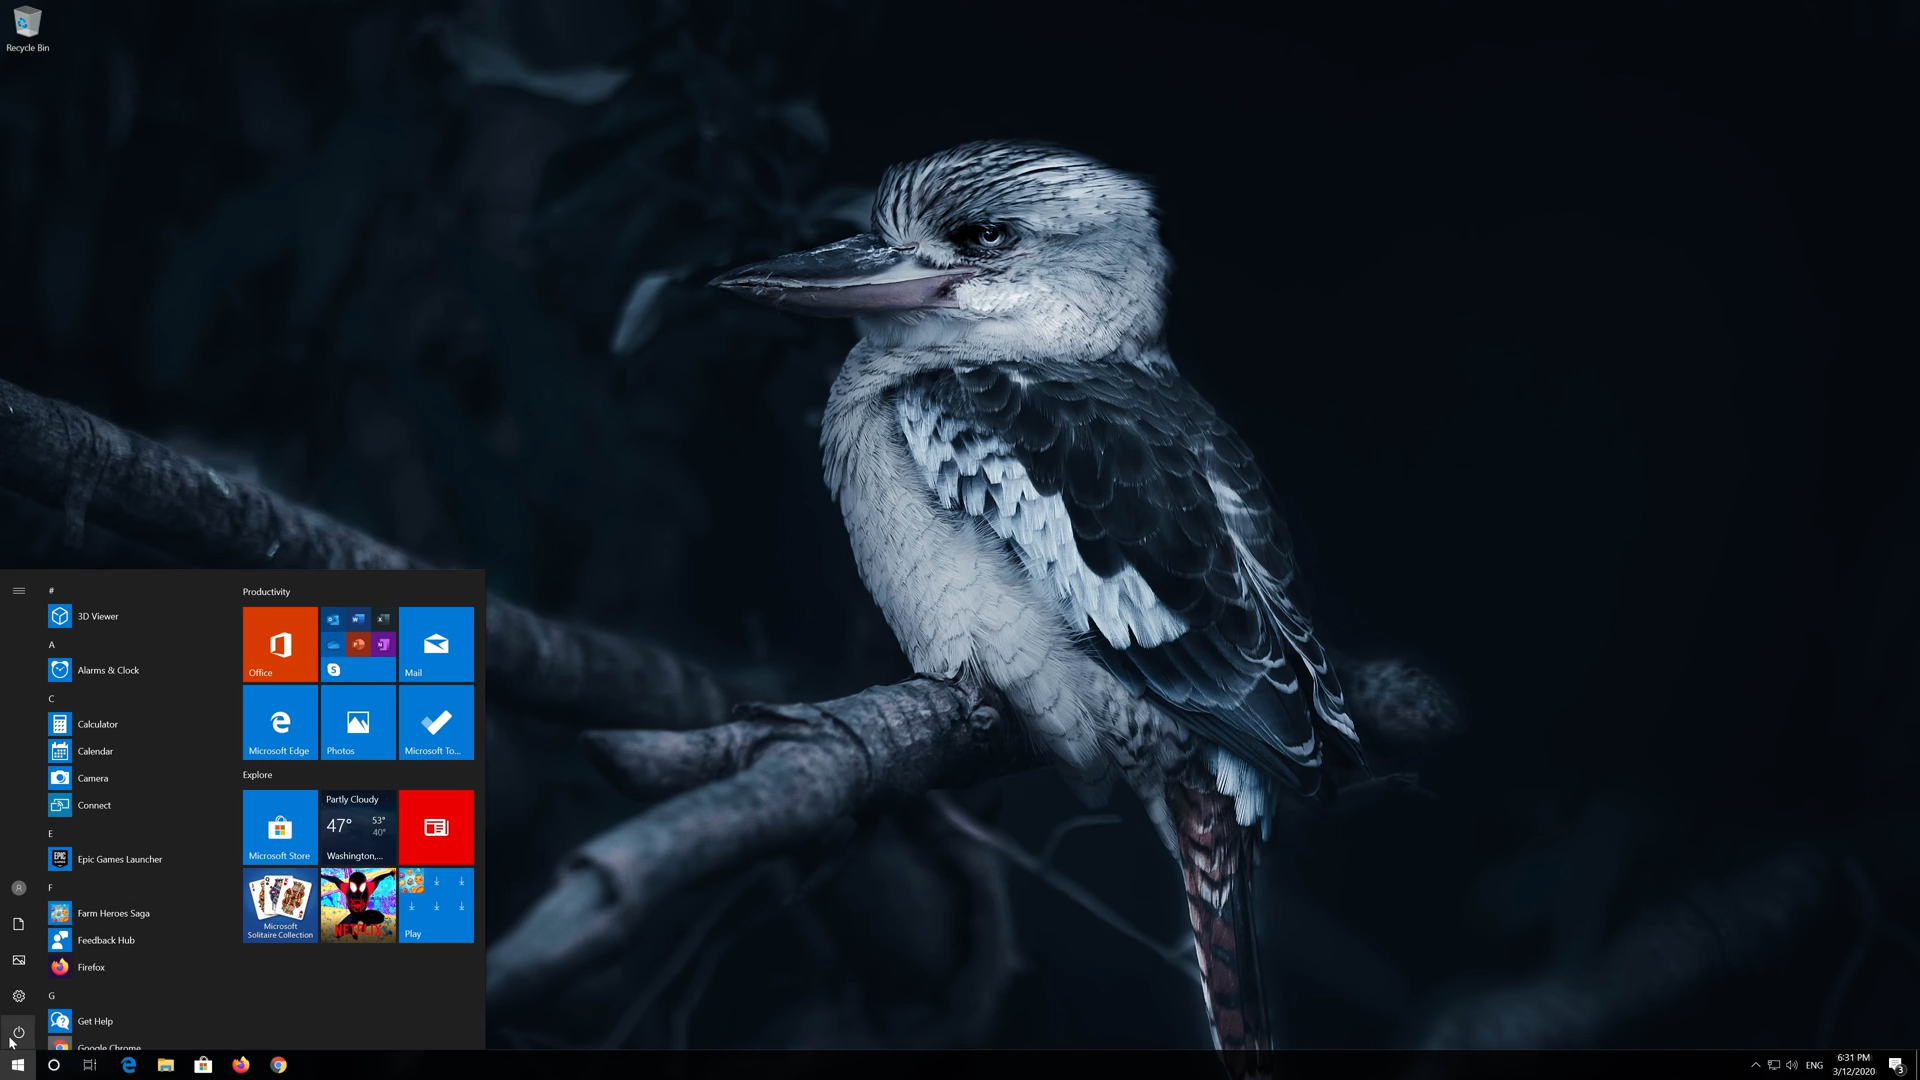 Recycle Bin
#
3D Viewer
A
Alarms & Clock
C
Calculator
Calendar
Camera
Connect
E
Epic Games Launcher
F
Farm Heroes Saga
Feedback Hub
Firefox
G
Get Help
Google Chrome
Productivity
Office
Mail
Microsoft Edge
Photos
Microsoft To...
Explore
Microsoft Store
Partly Cloudy
47°
53°
40°
Washington,...
Microsoft
Solitaire Collection
NETFLIX
Play
ENG
6:31 PM
3/12/2020
3